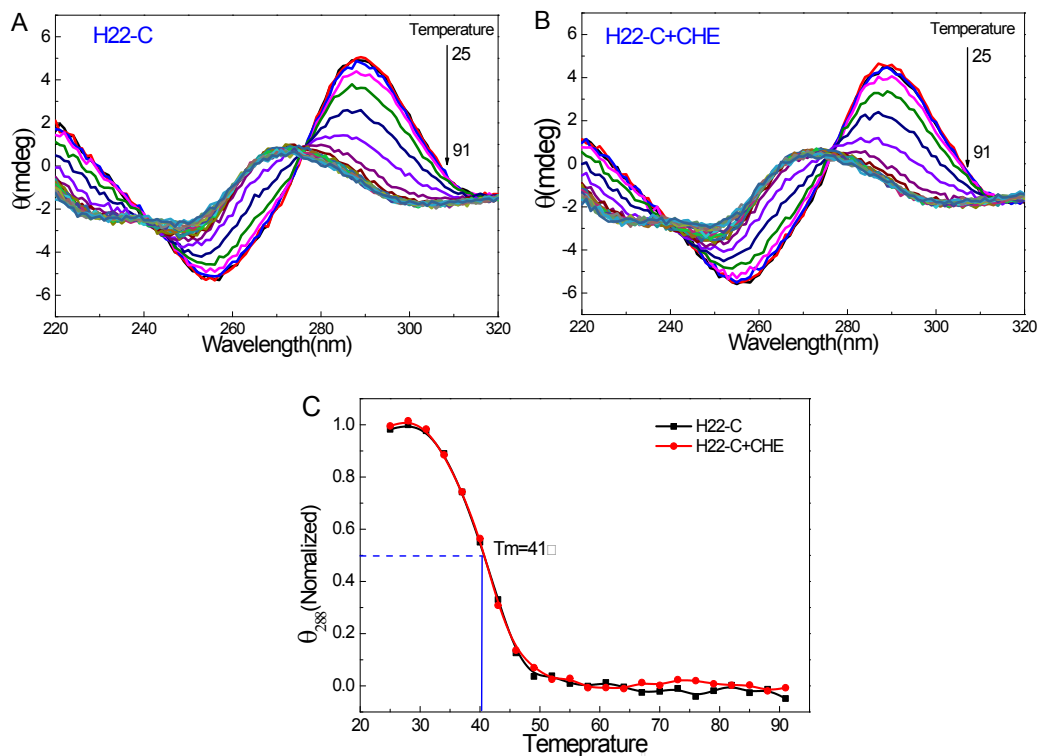 A
H22-C
Temperature
25
91
6
4
2
0
-2
-4
-6
θ(mdeg)
220 240 260 280 300 320
Wavelength(nm)
B
H22-C+CHE
Temperature
25
91
6
4
2
0
-2
-4
-6
θ(mdeg)
220 240 260 280 300 320
Wavelength(nm)
C
H22-C
H22-C+CHE
Tm=41□
1.0
0.8
0.6
0.4
0.2
0.0
θ288(Nomalized)
20 30 40 50 60 70 80 90
Temeprature